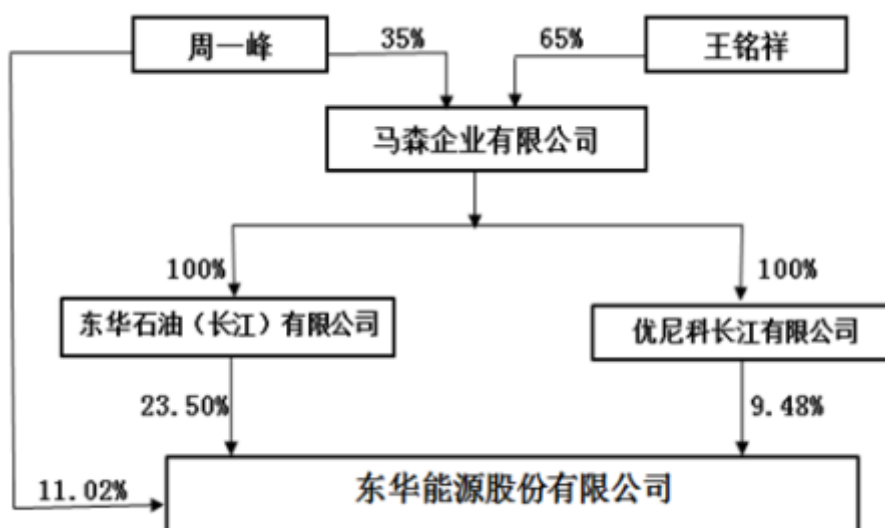 周一峰
35%
65%
王铭祥
马森企业有限公司
100%
100%
东华石油（长江）有限公司
优尼科长江有限公司
23.50%
9.48%
11.02%
东华能源股份有限公司